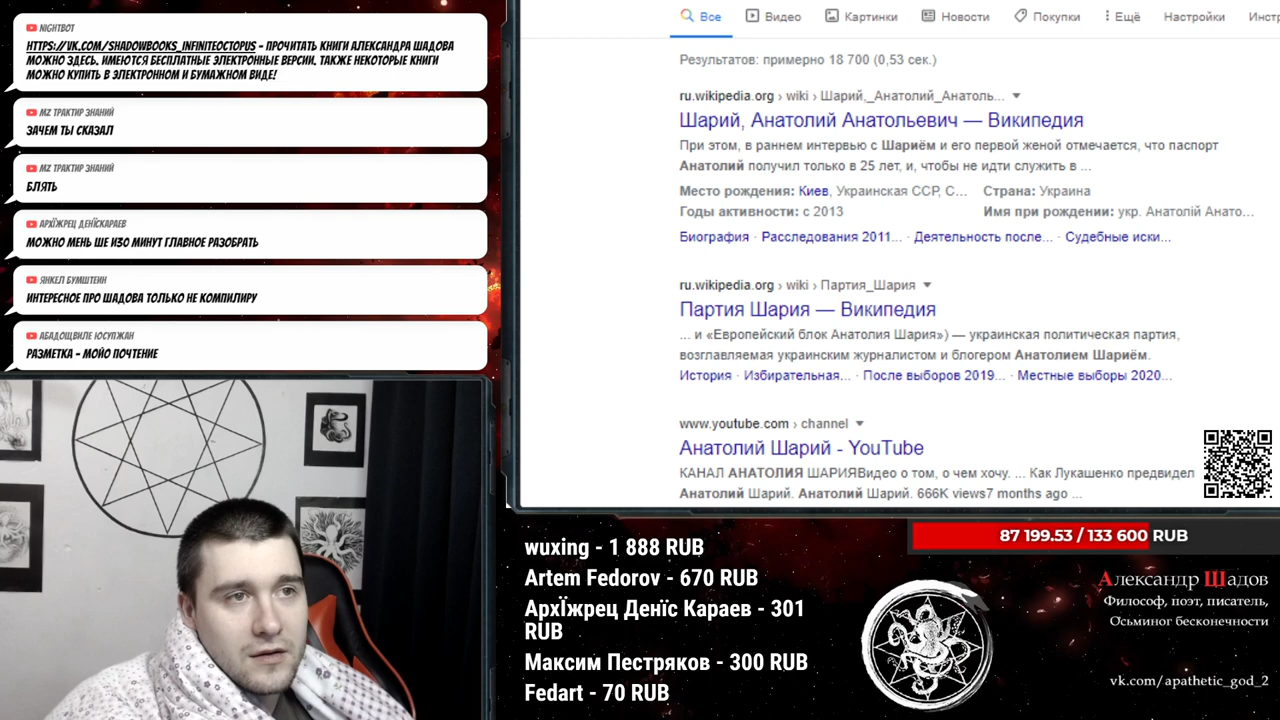 NIGHTBOT
HTTPS://VK.COM/SHADOWBOOKS_INFINITEOCTOPUS - ПРОЧИТАТЬ КНИГИ АЛЕКСАНДРА ШАДОВА
МОЖНО ЗДЕСЬ. ИМЕЮТСЯ БЕСПЛАТНЫЕ ЭЛЕКТРОННЫЕ ВЕРСИИ. ТАКЖЕ НЕКОТОРЫЕ КНИГИ
МОЖНО КУПИТЬ В ЭЛЕКТРОННОМ И БУМАЖНОМ ВИДЕ!
MZ ТРАКТИР ЗНАНИЙ
ЗАЧЕМ ТЫ СКАЗАЛ
MZ ТРАКТИР ЗНАНИЙ
БЛЯТЬ
АРХЇЖРЕЦ ДЕНЇСКАРАЕВ
МОЖНО МЕНЬ ШЕ И30 МИНУТ ГЛАВНОЕ РАЗОБРАТЬ
ЯНКЕЛ БУМШТЕИН
ИНТЕРЕСНОЕ ПРО ШАДОВА ТОЛЬКО НЕ КОМПИЛИРУ
АБАДОЩВИЛЕ ЮСУПЖАН
РАЗМЕТКА - МОЙО ПОЧТЕНИЕ
Все Видео Картинки Новости Покупки Ещё Настройки Инстр
Результатов: примерно 18 700 (0,53 сек.)
ru.wikipedia.org › wiki › Шарий,_Анатолий_Анатоль...
Шарий, Анатолий Анатольевич — Википедия
При этом, в раннем интервью с Шарием и его первой женой отмечается, что паспорт
Анатолий получил только в 25 лет, и, чтобы не идти служить в ...
Место рождения: Киев, Украинская ССР, С... Страна: Украина
Годы активности: с 2013 Имя при рождении: укр. Анатолій Анато...
Биография · Расследования 2011... · Деятельность после... · Судебные иски...
ru.wikipedia.org › wiki › Партия_Шария
Партия Шария — Википедия
... и «Европейский блок Анатолия Шария») — украинская политическая партия,
возглавляемая украинским журналистом и блогером Анатолием Шарием.
История · Избирательная... · После выборов 2019... · Местные выборы 2020...
www.youtube.com › channel
Анатолий Шарий - YouTube
КАНАЛ АНАТОЛИЯ ШАРИЯВидео о том, о чем хочу. ... Как Лукашенко предвидел
Анатолий Шарий. Анатолий Шарий. 666K views7 months ago ...
87 199.53 / 133 600 RUB
wuxing - 1 888 RUB
Artem Fedorov - 670 RUB
АрхЇжрец Денїс Караев - 301
RUB
Максим Пестряков - 300 RUB
Fedart - 70 RUB
Александр Шадов
Философ, поэт, писатель,
Осьминог бесконечности
vk.com/apathetic_god_2